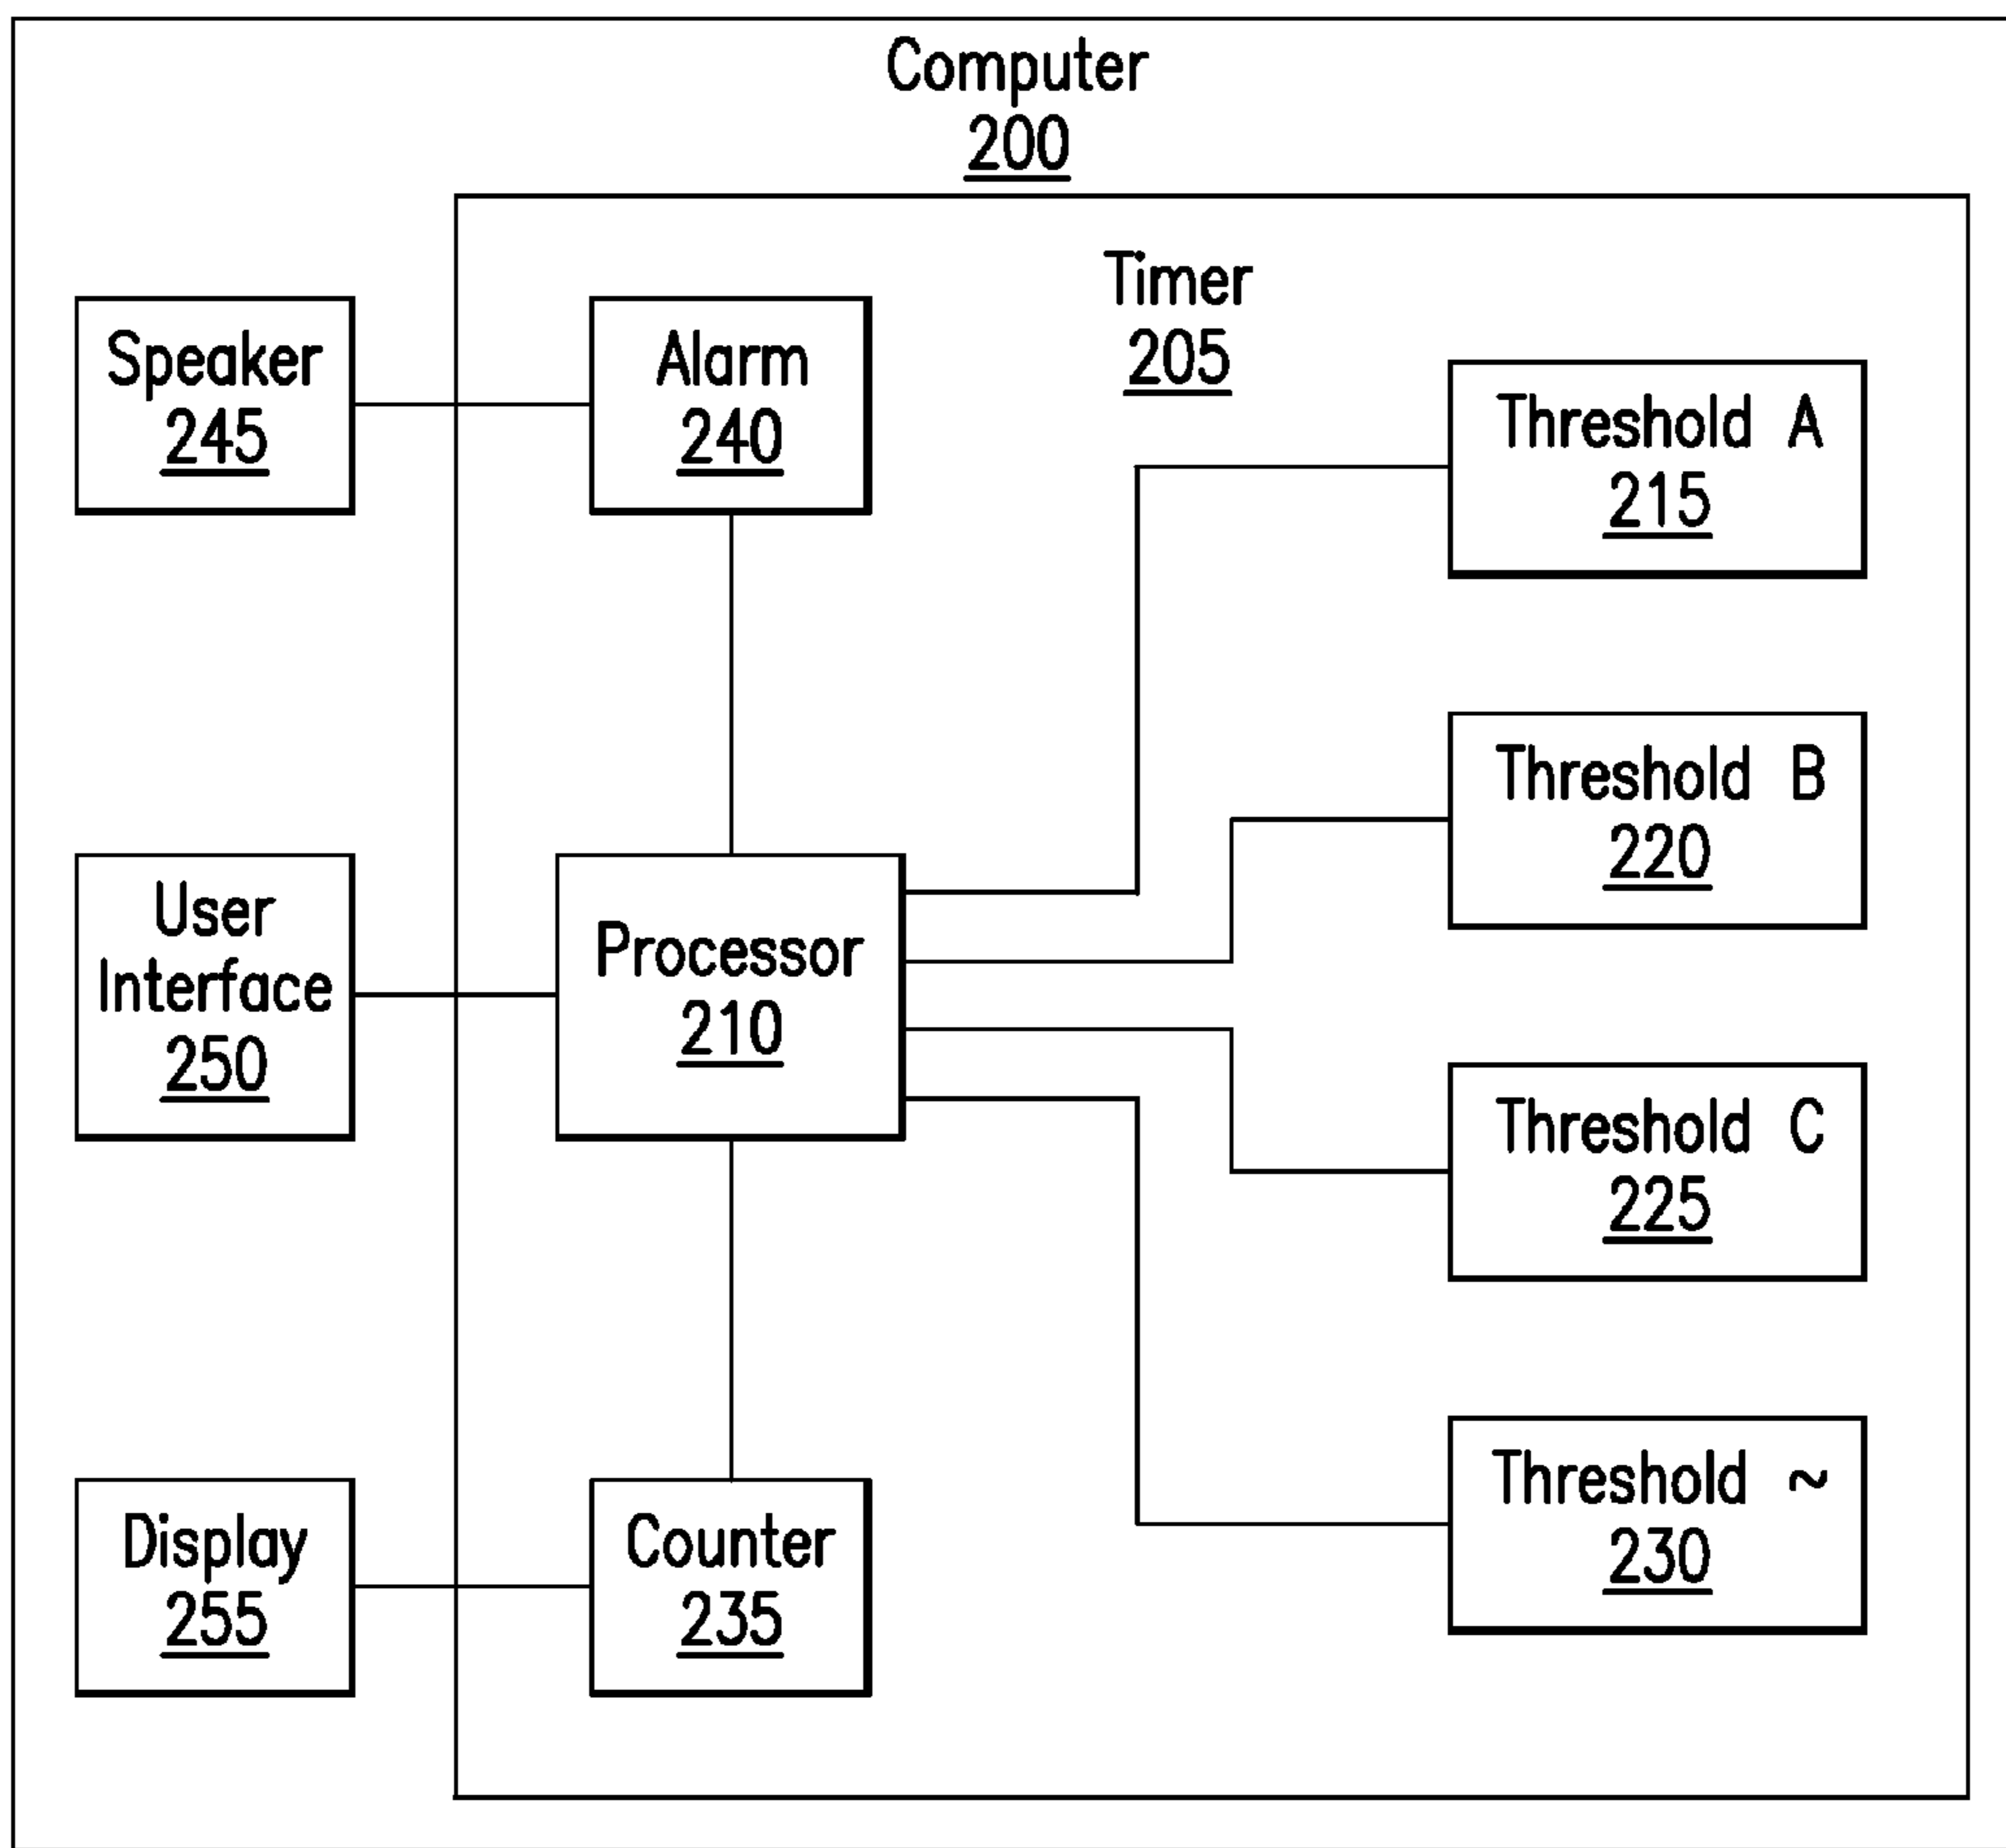 Computer
200
Timer
205
Speaker
245
Alarm
240
Threshold A
215
Threshold B
220
User
Interface
250
Processor
210
Threshold C
225
Display
255
Counter
235
Threshold ~
230